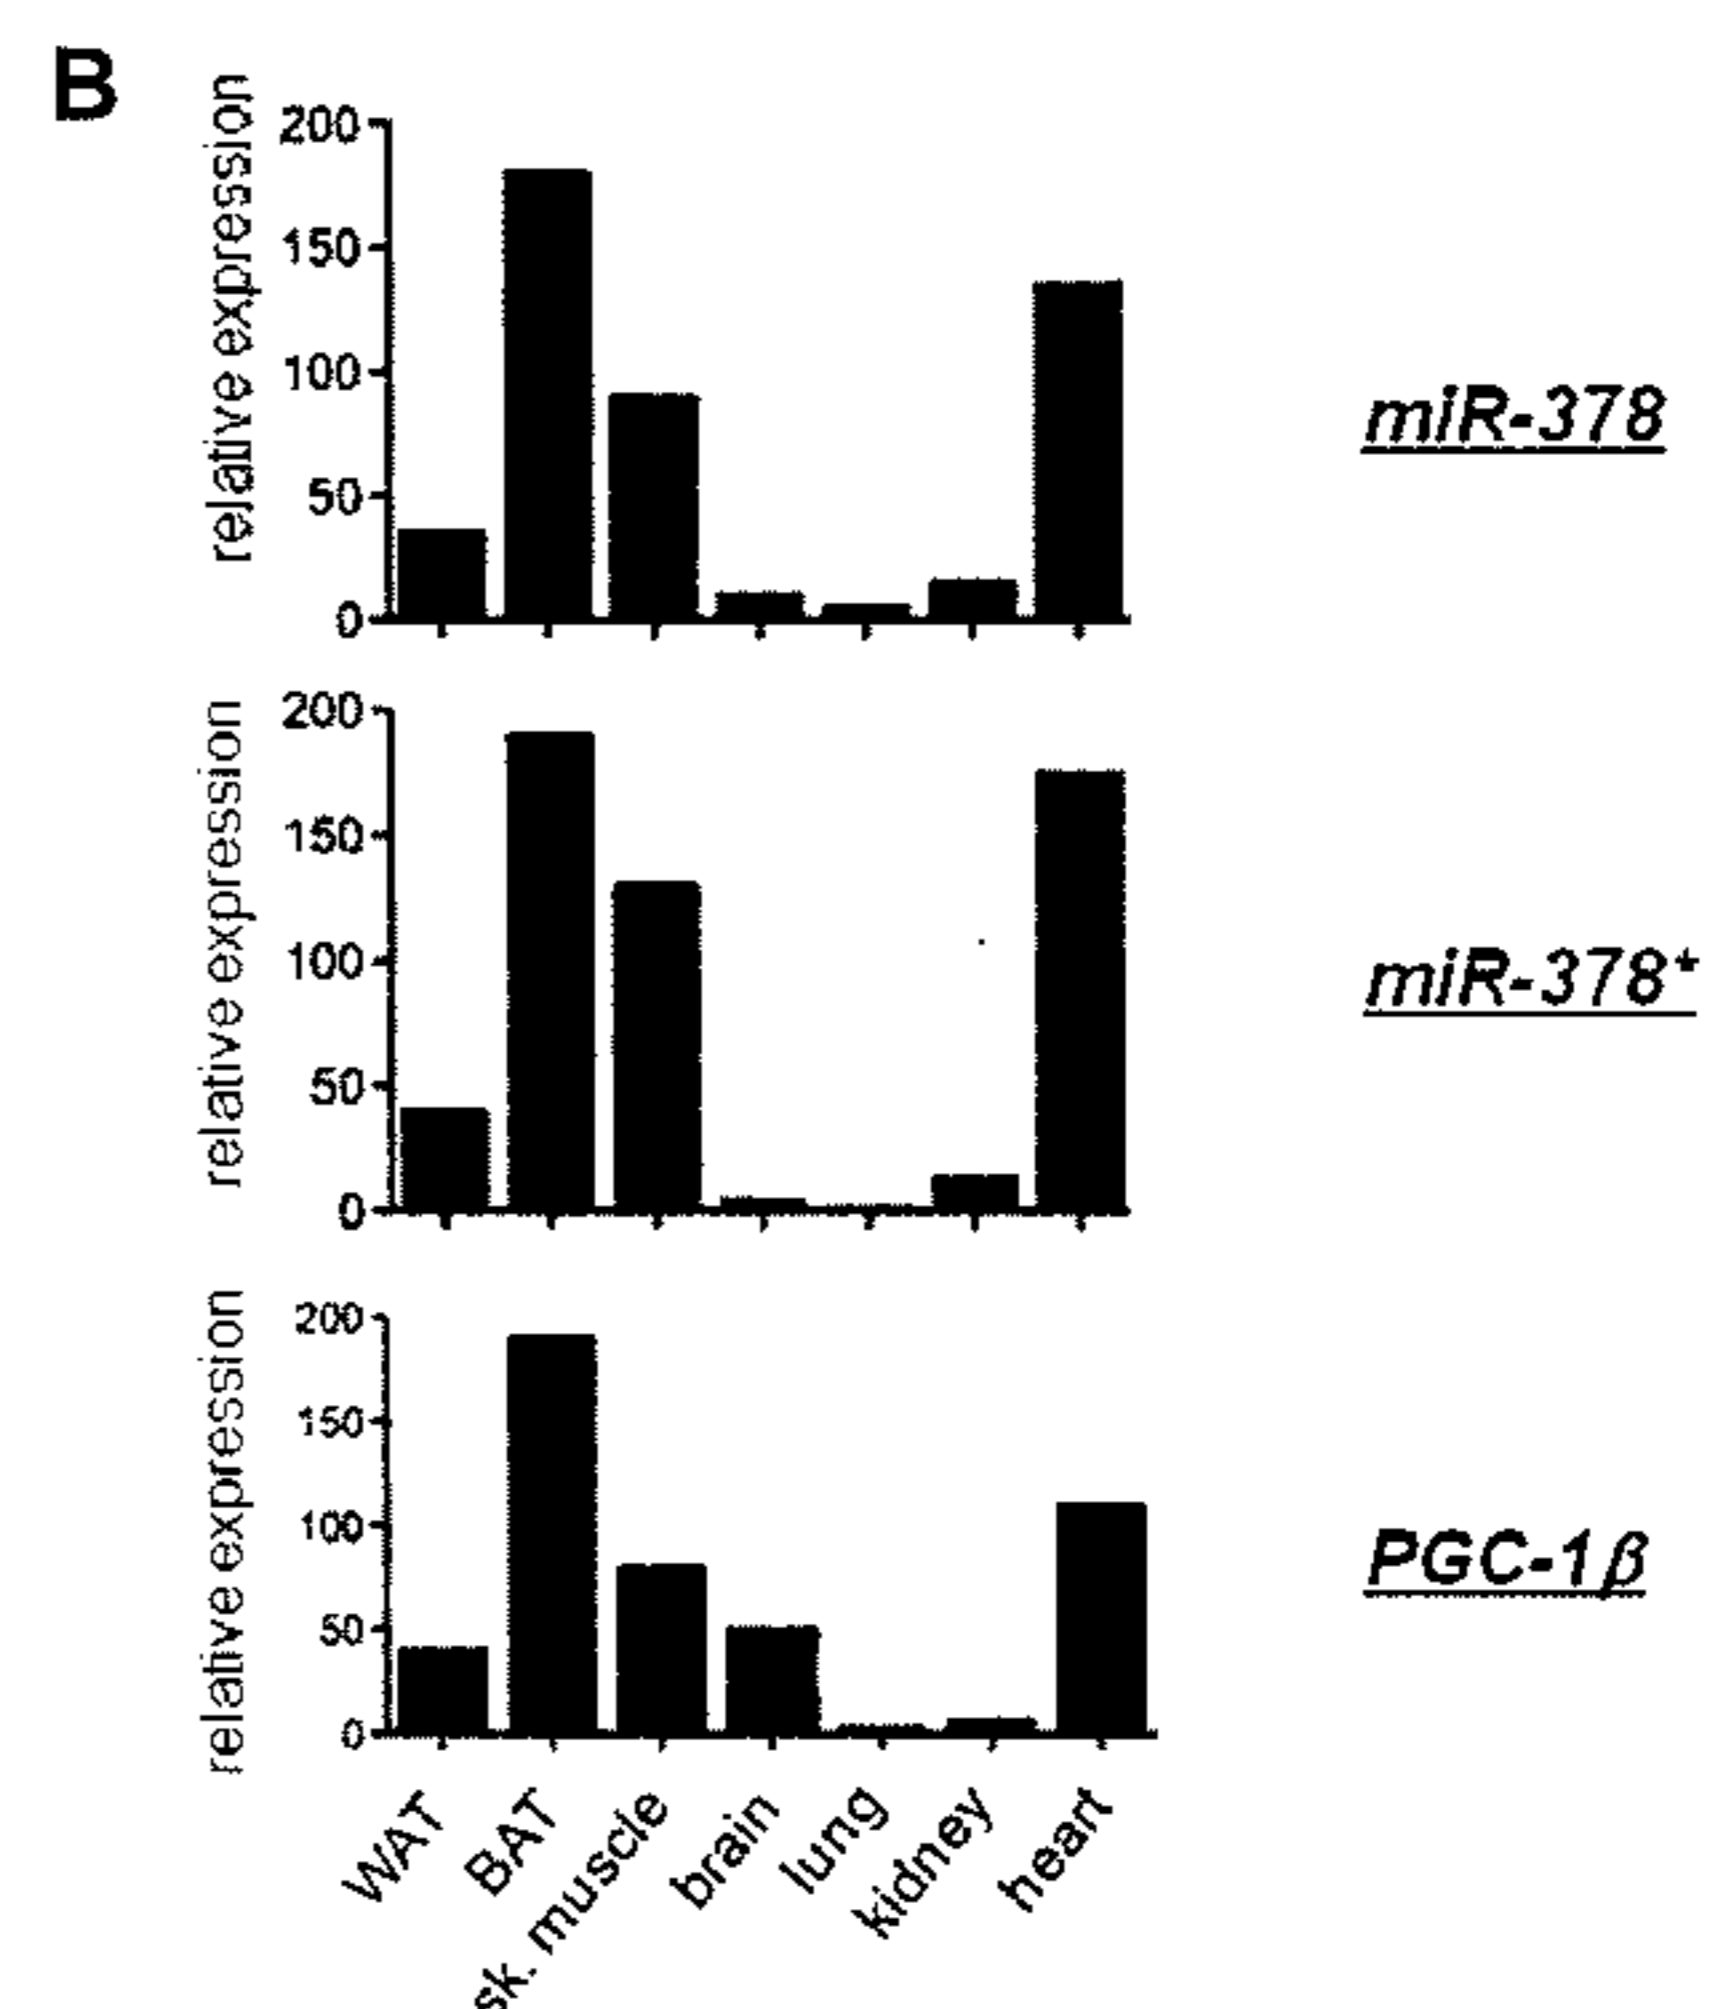 B
relative expression
200
150
100
50
0
miR-378
relative expression
200
150
100
50
0
miR-378*
relative expression
200
150
100
50
0
PGC-1β
WAT
BAT
sk. muscle
brain
lung
kidney
heart